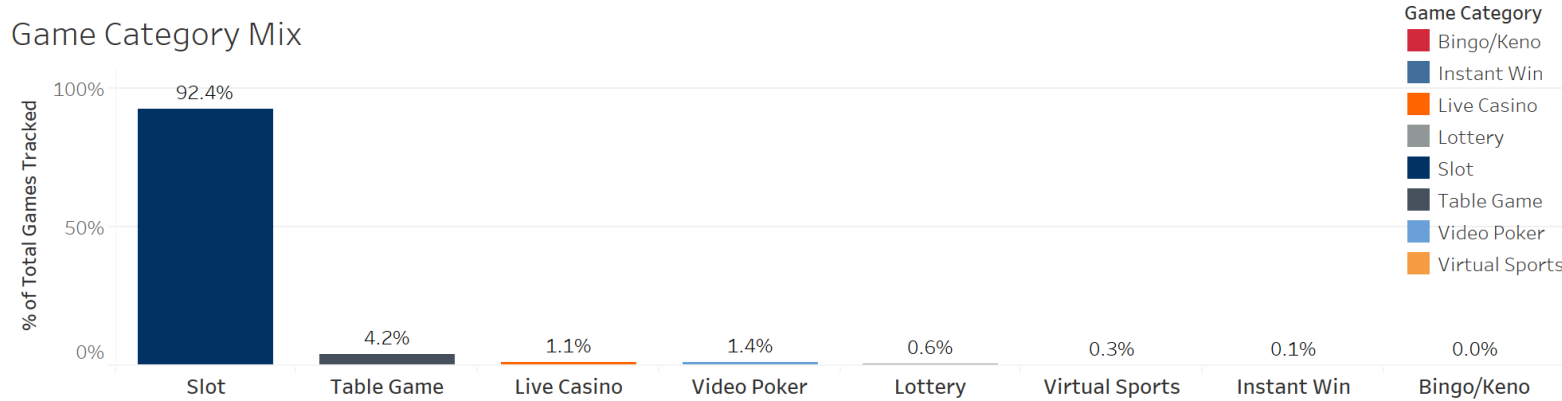 Game Category Mix
% of Total Games Tracked
100%
50%
0%
92.4%
4.2%
1.1%
1.4%
0.6%
0.3%
0.1%
0.0%
Slot
Table Game
Live Casino
Video Poker
Lottery
Virtual Sports
Instant Win
Bingo/Keno
Game Category
Bingo/Keno
Instant Win
Live Casino
Lottery
Slot
Table Game
Video Poker
Virtual Sports